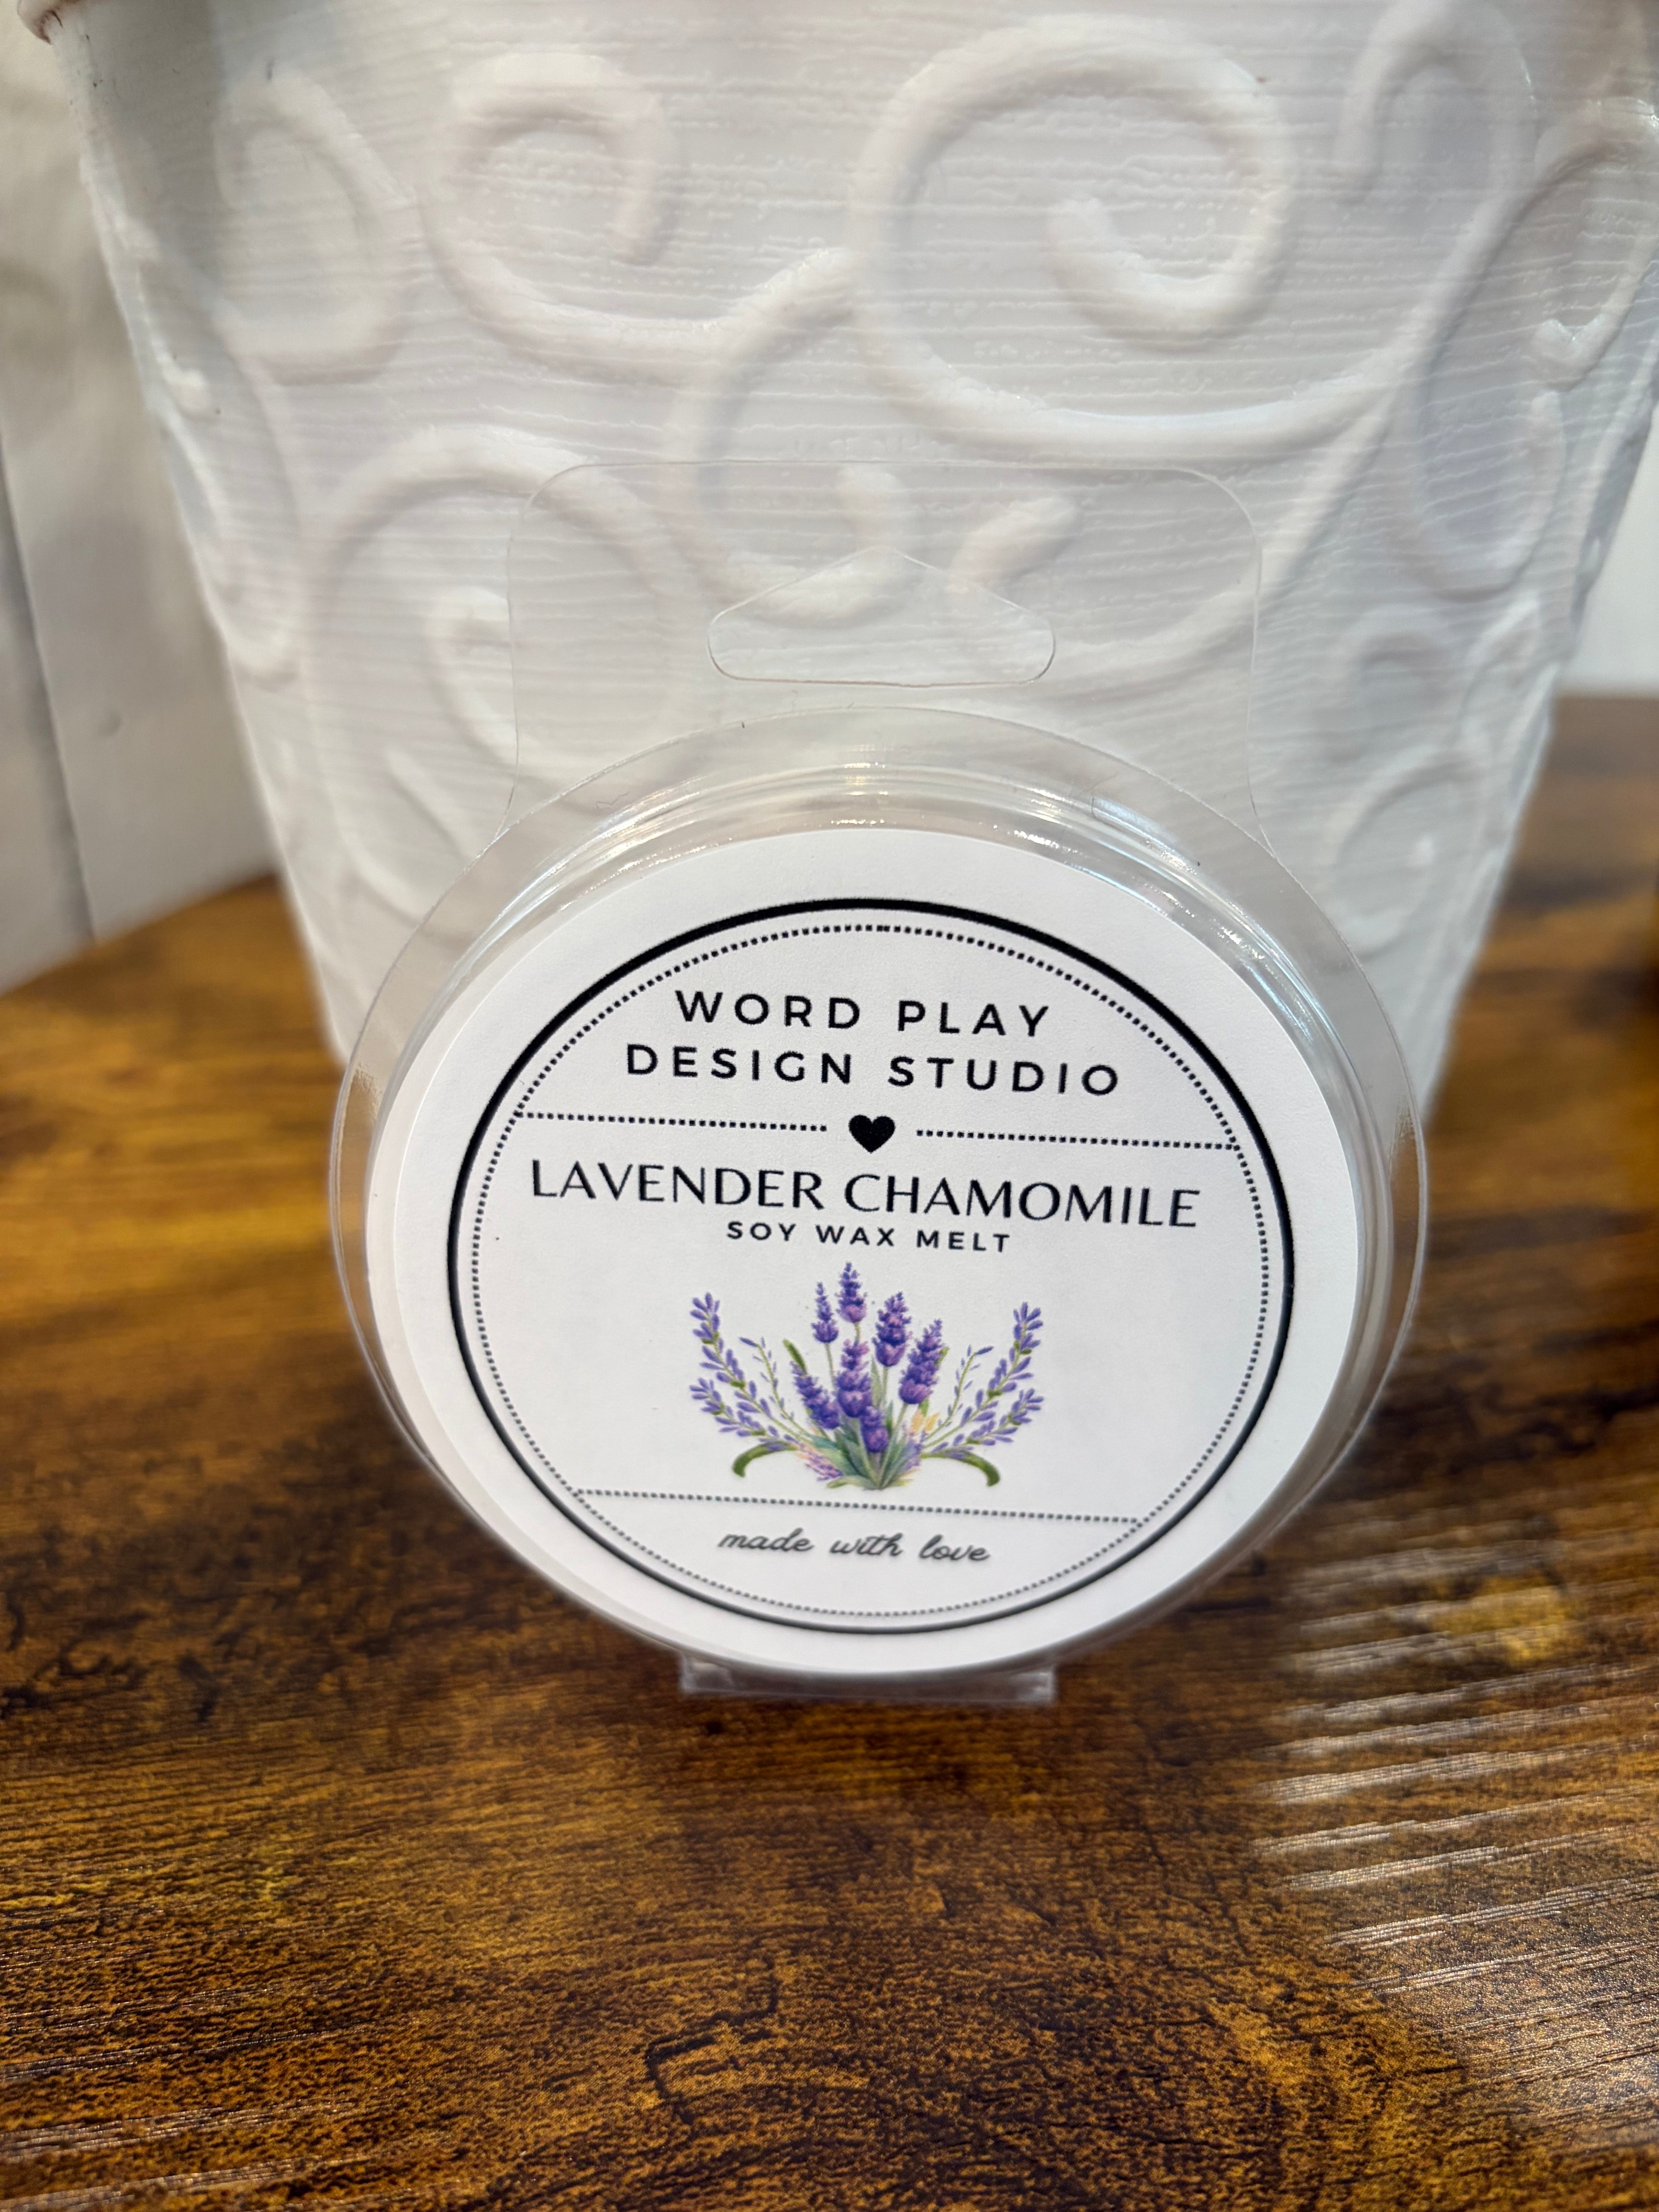 WORD PLAY
DESIGN STUDIO
LAVENDER CHAMOMILE
SOY WAX MELT
made with love